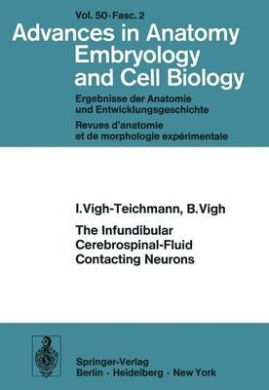 Vol. 50·Fasc. 2
Advances in Anatomy
Embryology
and Cell Biology
Ergebnisse der Anatomie
und Entwicklungsgeschichte
Revues d'anatomie
et de morphologie expérimentale
I.Vigh-Teichmann, B.Vigh
The Infundibular
Cerebrospinal-Fluid
Contacting Neurons
Springer-Verlag
Berlin · Heidelberg · New York